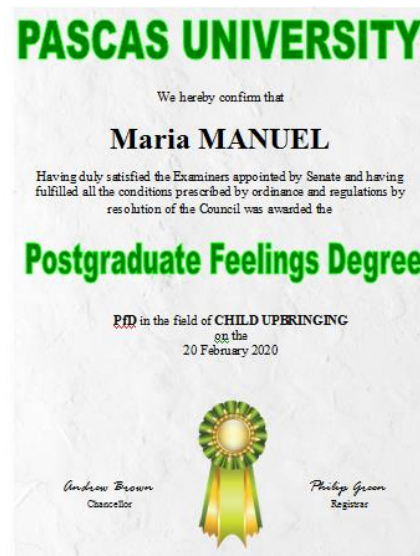 PASCAS UNIVERSITY
We hereby confirm that
Maria MANUEL
Having duly satisfied the Examiners appointed by Senate and having
fulfilled all the conditions prescribed by ordinance and regulations by
resolution of the Council was awarded the
Postgraduate Feelings Degree
PfD in the field of CHILD UPBRINGING
on the
20 February 2020
Andrew Brown Philip Green
Chancellor Registrar